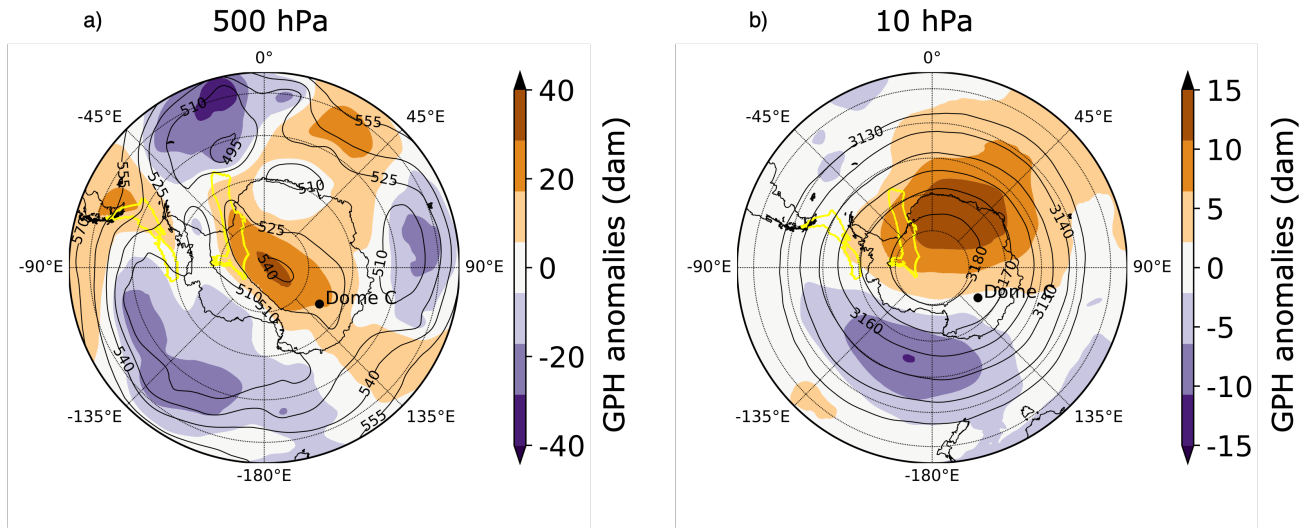 a) 500 hPa
0°
-45°E
45°E
-90°E
90°E
-135°E
135°E
-180°E
510
555
495
555
525
525
510
570
525
510
540
510
510
Dome C
540
540
555
40
20
0
-20
-40
GPH anomalies (dam)
b) 10 hPa
0°
-45°E
45°E
-90°E
90°E
-135°E
135°E
-180°E
3130
3140
3180
3170
Dome C
3150
3160
15
10
5
0
-5
-10
-15
GPH anomalies (dam)